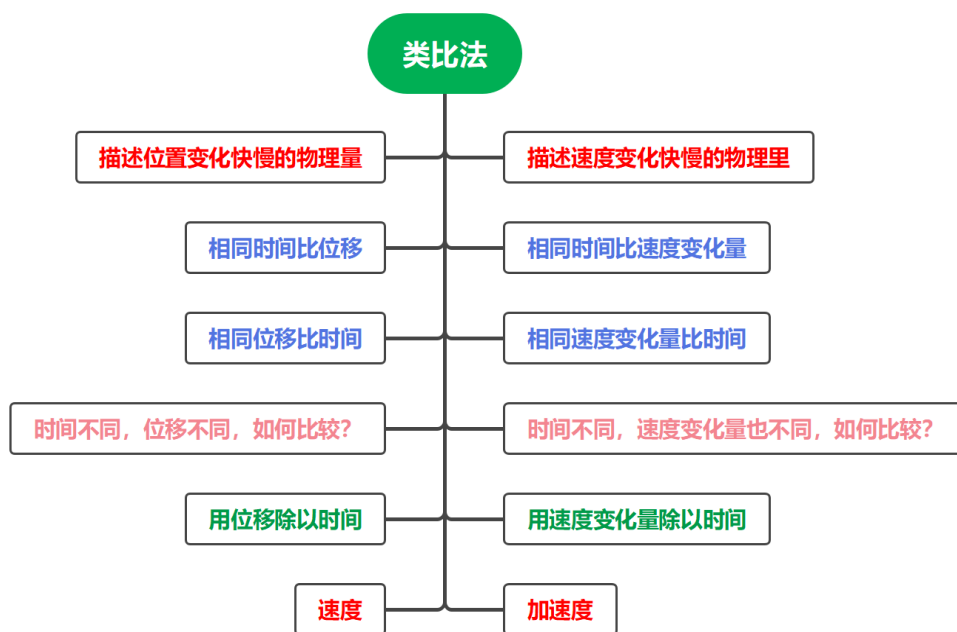 类比法
描述位置变化快慢的物理量
描述速度变化快慢的物理里
相同时间比位移
相同时间比速度变化量
相同位移比时间
相同速度变化量比时间
时间不同，位移不同，如何比较？
时间不同，速度变化量也不同，如何比较？
用位移除以时间
用速度变化量除以时间
速度
加速度